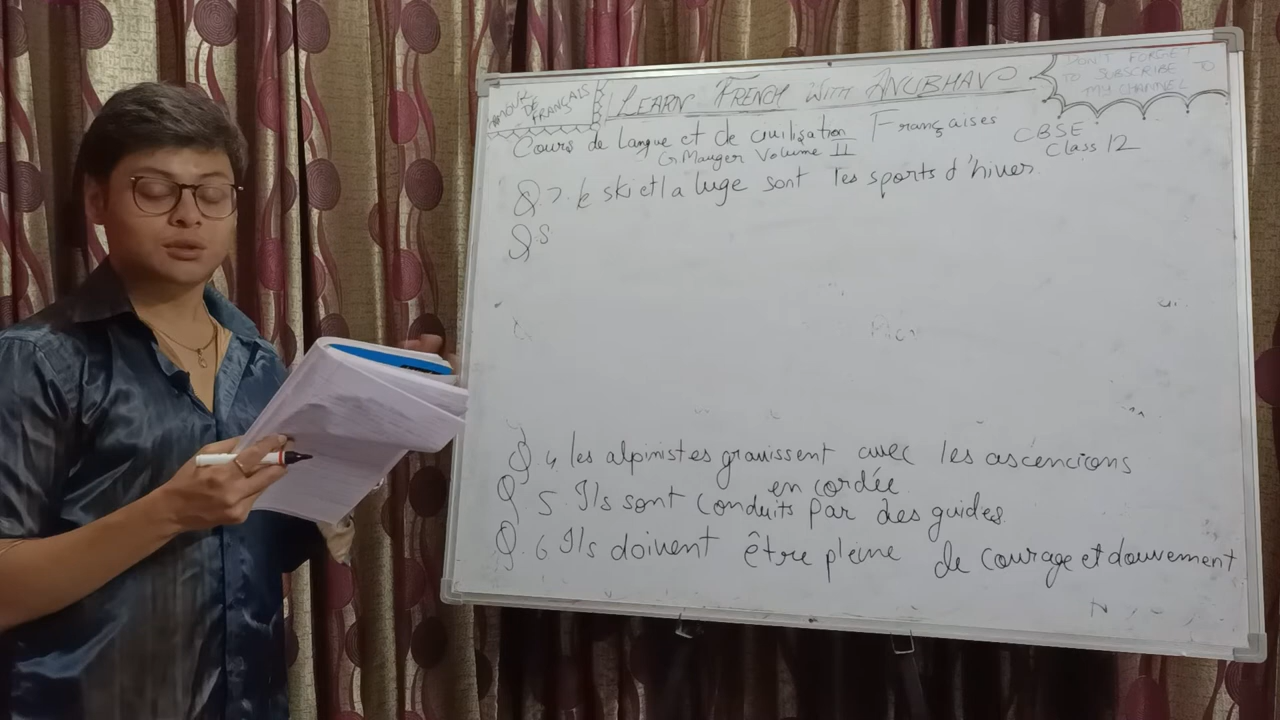 LEARN FRENCH WITH ANUBHAV
DON'T FORGET
TO SUBSCRIBE TO
MY CHANNEL
DE
FRANÇAIS
Cours de langue et de civilisation Françaises
G Mauger Volume II
CBSE
Class 12
Q 7. le ski et la luge sont les sports d'hiver
Q S
Q 4 les alpinistes gravissent avec les ascencions
en cordée
Q 5 Ils sont conduits par des guides.
Q. 6 Ils doivent être pleine de courage et douvement